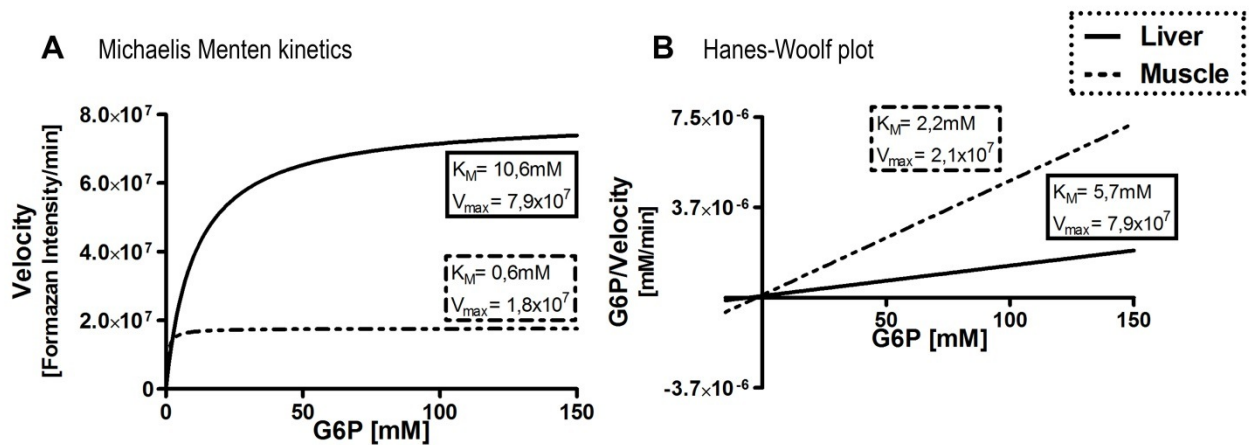 A Michaelis Menten kinetics
8.0×10⁷
6.0×10⁷
4.0×10⁷
2.0×10⁷
0
Velocity
[Formazan Intensity/min]
K_M= 10,6mM
V_max= 7,9x10⁷
K_M= 0,6mM
V_max= 1,8x10⁷
0 50 100 150
G6P [mM]
B Hanes-Woolf plot
Liver
Muscle
7.5×10⁻⁶
3.7×10⁻⁶
-3.7×10⁻⁶
G6P/Velocity
[mM/min]
K_M= 2,2mM
V_max= 2,1x10⁷
K_M= 5,7mM
V_max= 7,9x10⁷
50 100 150
G6P [mM]